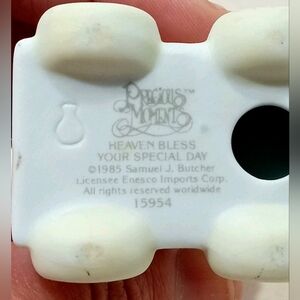 PRECIOUS
MOMENTS™
HEAVEN BLESS
YOUR SPECIAL DAY
©1985 Samuel J. Butcher
Licensee Enesco Imports Corp.
All rights reserved worldwide
15954